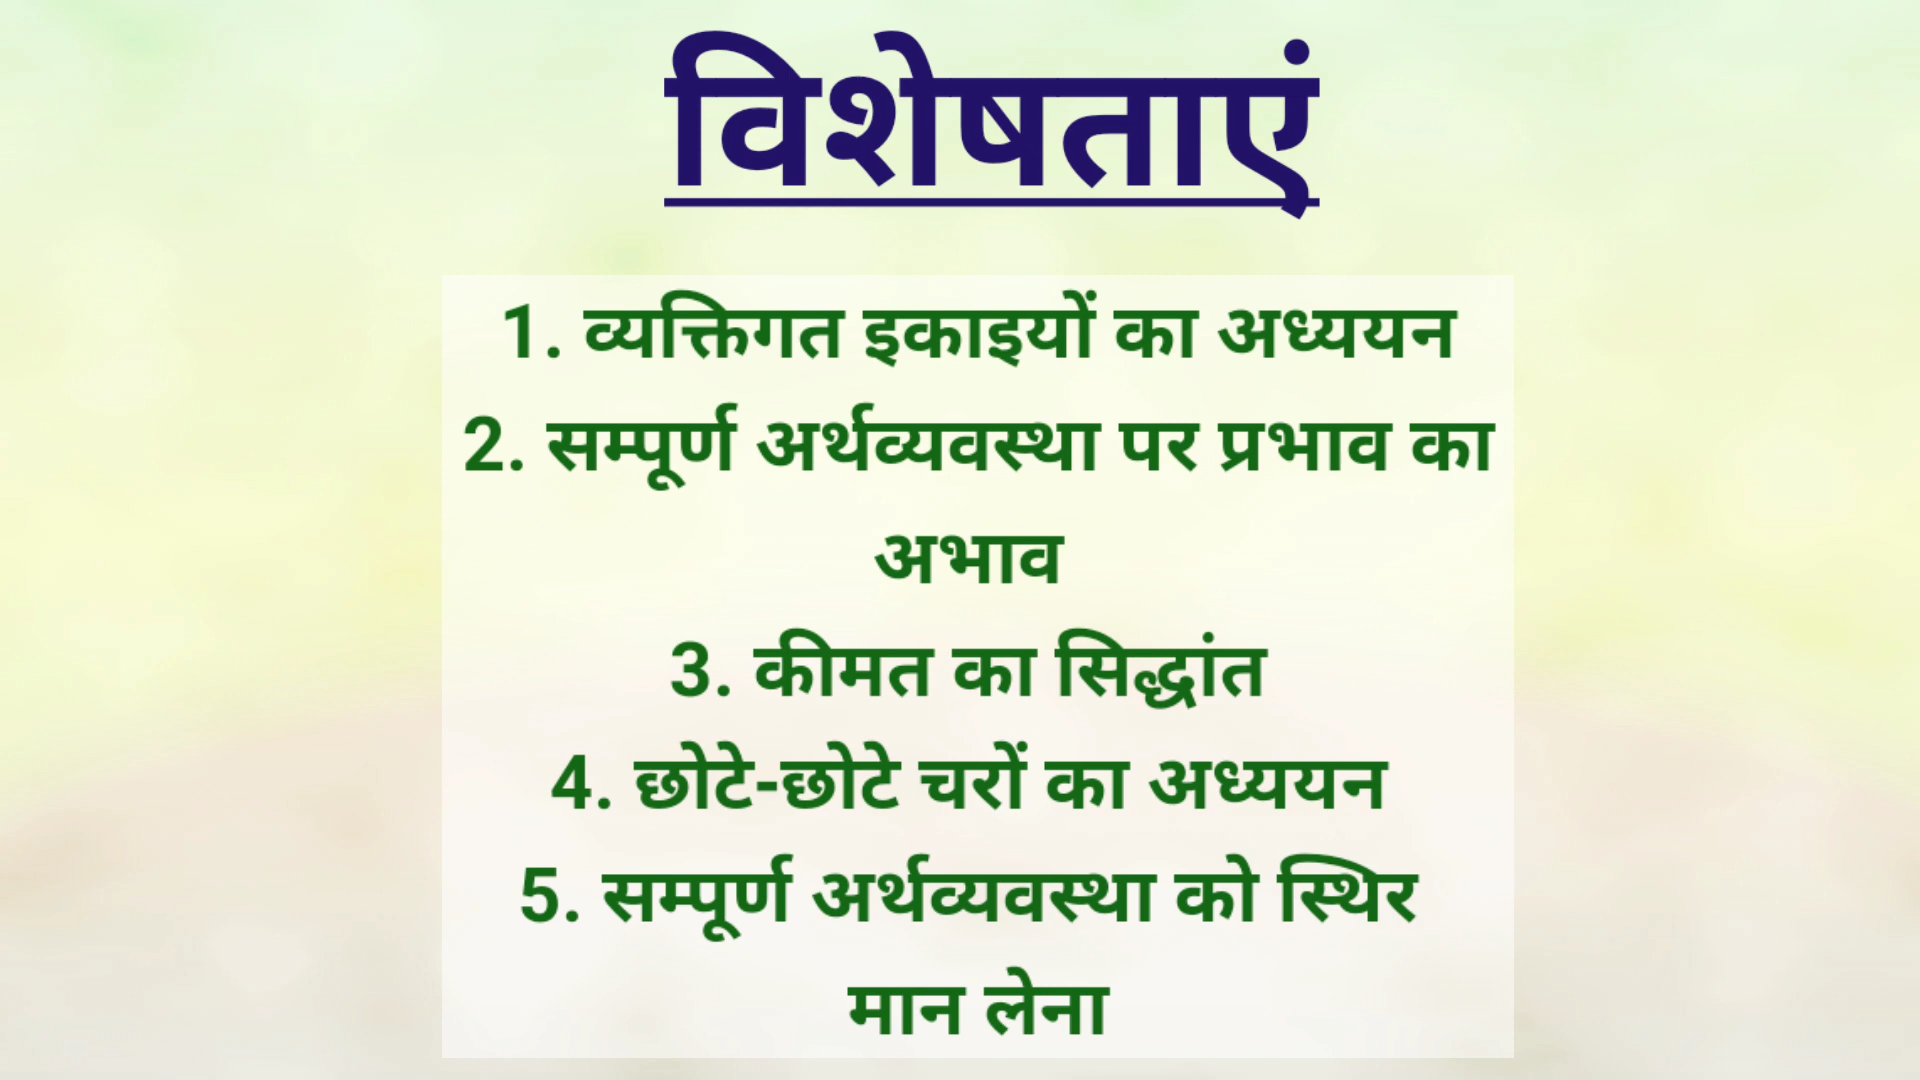 विशेषताएं
1. व्यक्तिगत इकाइयों का अध्ययन
2. सम्पूर्ण अर्थव्यवस्था पर प्रभाव का
अभाव
3. कीमत का सिद्धांत
4. छोटे-छोटे चरों का अध्ययन
5. सम्पूर्ण अर्थव्यवस्था को स्थिर
मान लेना